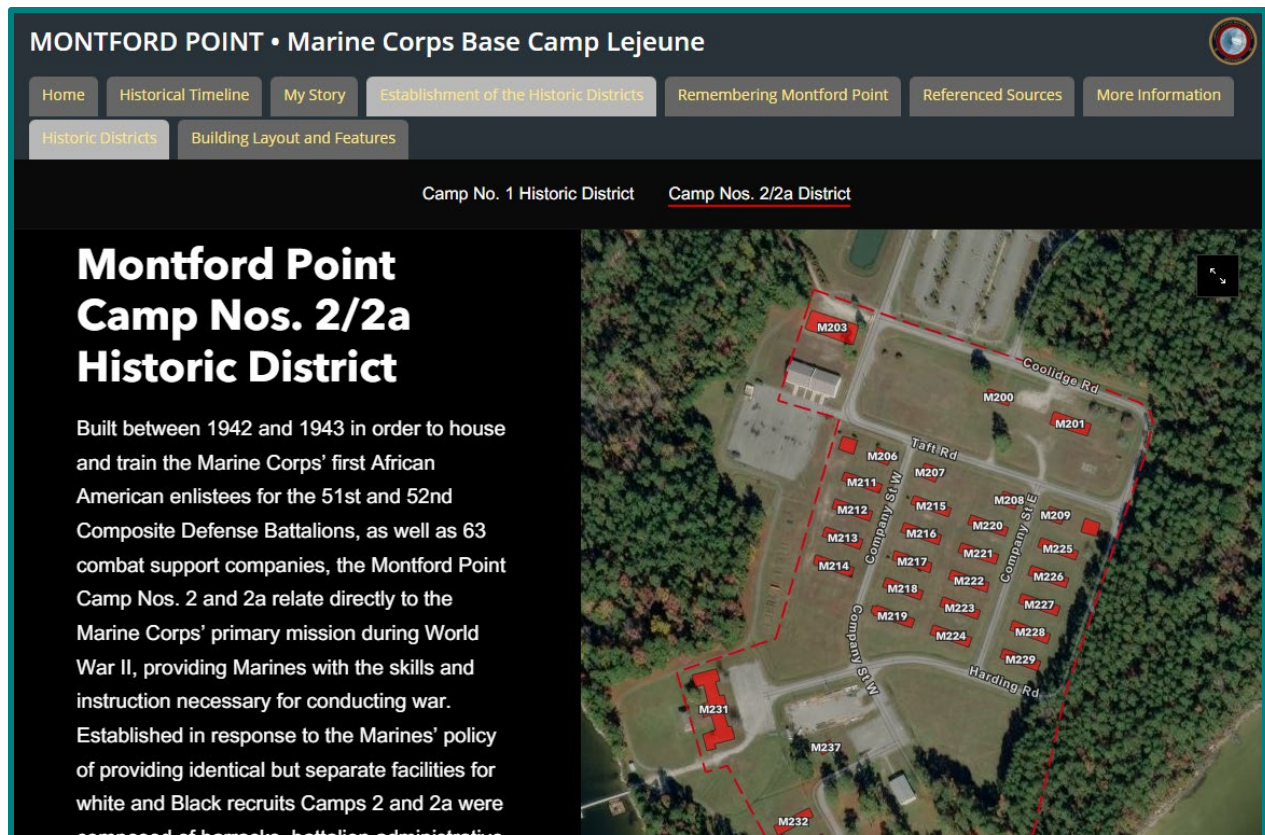 MONTFORD POINT • Marine Corps Base Camp Lejeune
Home Historical Timeline My Story Establishment of the Historic Districts Remembering Montford Point Referenced Sources More Information
Historic Districts Building Layout and Features
Camp No. 1 Historic District Camp Nos. 2/2a District
Montford Point
Camp Nos. 2/2a
Historic District
Built between 1942 and 1943 in order to house
and train the Marine Corps’ first African
American enlistees for the 51st and 52nd
Composite Defense Battalions, as well as 63
combat support companies, the Montford Point
Camp Nos. 2 and 2a relate directly to the
Marine Corps’ primary mission during World
War II, providing Marines with the skills and
instruction necessary for conducting war.
Established in response to the Marines’ policy
of providing identical but separate facilities for
white and Black recruits Camps 2 and 2a were
composed of barracks, battalion administrative
M203
Coolidge Rd
M200
M201
Taft Rd
M206
M207
M211
M208
M212
M215
M209
M213
M216
M220
M225
M214
M217
M221
M226
M218
M222
M227
M219
M223
M228
M224
M229
Company St W
Company St E
Company St W
Harding Rd
M231
M237
M232